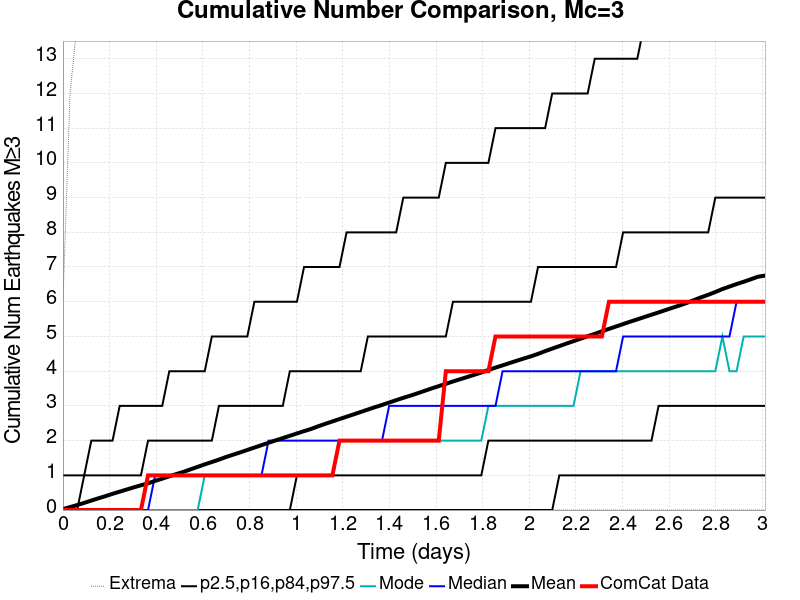 Cumulative Number Comparison, Mc=3
Cumulative Num Earthquakes M≥3
13
12
11
10
9
8
7
6
5
4
3
2
1
0
0 0.2 0.4 0.6 0.8 1 1.2 1.4 1.6 1.8 2 2.2 2.4 2.6 2.8 3
Time (days)
Extrema p2.5,p16,p84,p97.5 Mode Median Mean ComCat Data